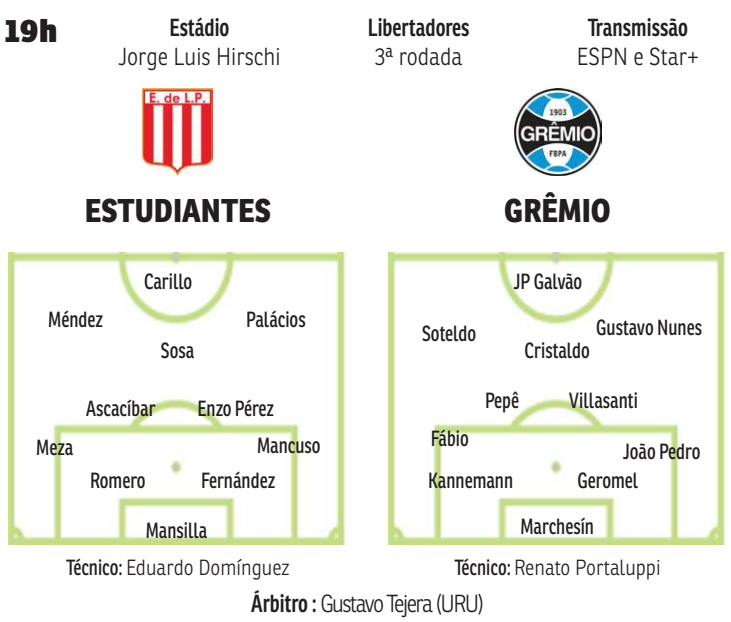 19h
Estádio
Jorge Luis Hirschi
Libertadores
3ª rodada
Transmissão
ESPN e Star+
E. de L.P.
1903
GRÊMIO
FBPA
ESTUDIANTES
GRÊMIO
Carillo
Méndez
Palácios
Sosa
Ascacíbar
Enzo Pérez
Meza
Mancuso
Romero
Fernández
Mansilla
Técnico: Eduardo Domínguez
JP Galvão
Soteldo
Gustavo Nunes
Cristaldo
Pepê
Villasanti
Fábio
João Pedro
Kannemann
Geromel
Marchesín
Técnico: Renato Portaluppi
Árbitro : Gustavo Tejera (URU)